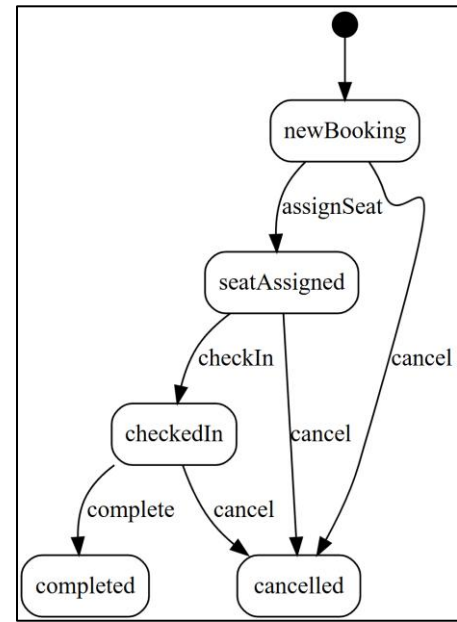 newBooking
assignSeat
seatAssigned
checkIn
cancel
cancel
checkedIn
complete
cancel
completed
cancelled